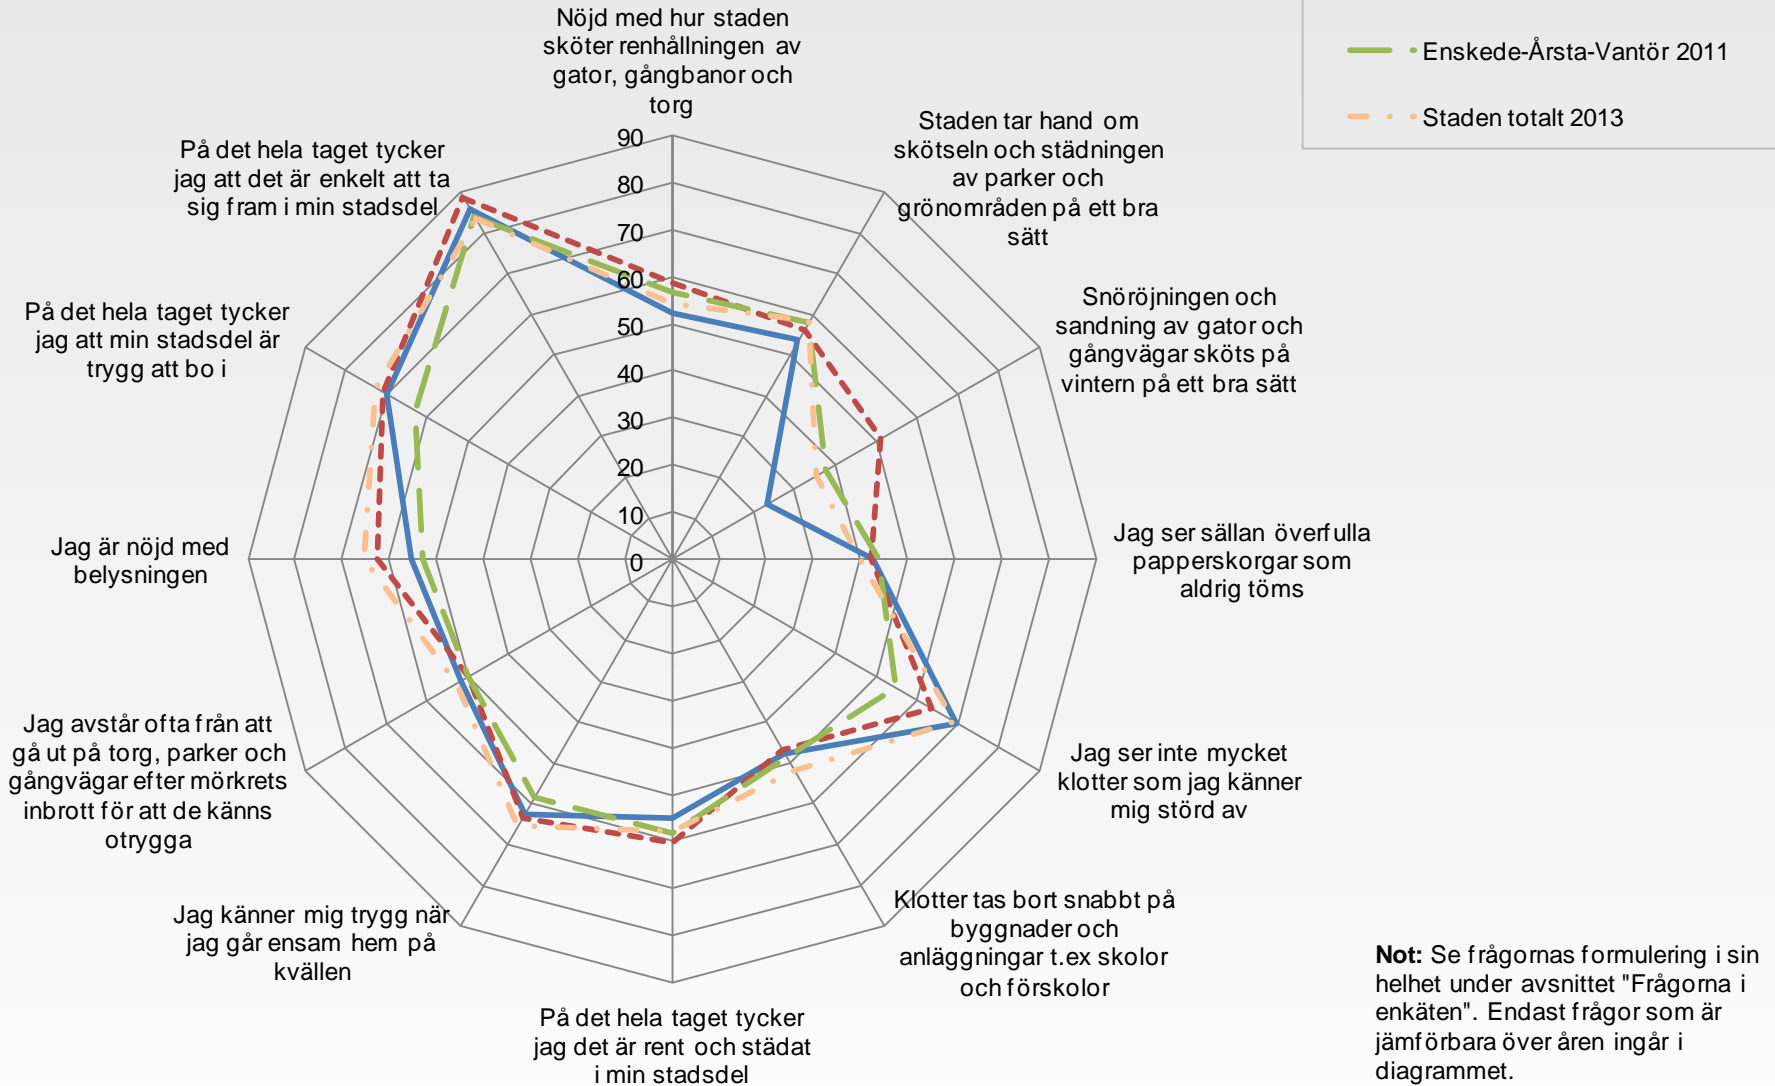 Nöjd med hur staden
sköter renhållningen av
gator, gångbanor och
torg
Staden tar hand om
skötseln och städningen
av parker och
grönområden på ett bra
sätt
Snöröjningen och
sandning av gator och
gångvägar sköts på
vintern på ett bra sätt
Jag ser sällan överfulla
papperskorgar som
aldrig töms
Jag ser inte mycket
klotter som jag känner
mig störd av
Klotter tas bort snabbt på
byggnader och
anläggningar t.ex skolor
och förskolor
På det hela taget tycker
jag det är rent och städat
i min stadsdel
Jag känner mig trygg när
jag går ensam hem på
kvällen
Jag avstår ofta från att
gå ut på torg, parker och
gångvägar efter mörkrets
inbrott för att de känns
otrygga
Jag är nöjd med
belysningen
På det hela taget tycker
jag att min stadsdel är
trygg att bo i
På det hela taget tycker
jag att det är enkelt att ta
sig fram i min stadsdel
90
80
70
60
50
40
30
20
10
0
Enskede-Årsta-Vantör 2011
Staden totalt 2013
Not: Se frågornas formulering i sin
helhet under avsnittet "Frågorna i
enkäten". Endast frågor som är
jämförbara över åren ingår i
diagrammet.